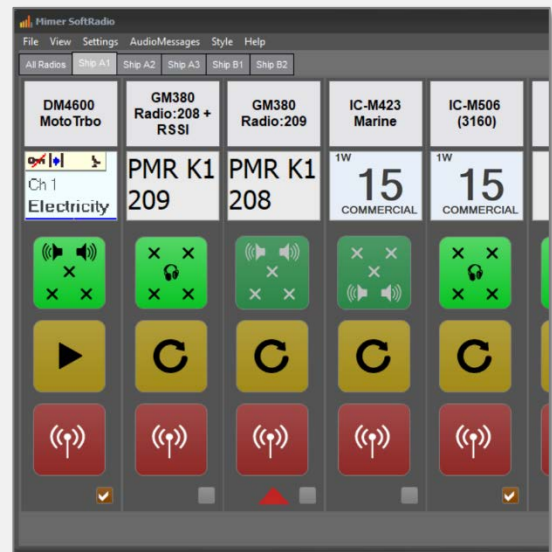 Mimer SoftRadio
File View Settings AudioMessages Style Help
All Radios Ship A1 Ship A2 Ship A3 Ship B1 Ship B2
DM4600
MotoTrbo
GM380
Radio:208 +
RSSI
GM380
Radio:209
IC-M423
Marine
IC-M506
(3160)
Ch 1
Electricity
PMR K1
209
PMR K1
208
1W
15
COMMERCIAL
1W
15
COMMERCIAL